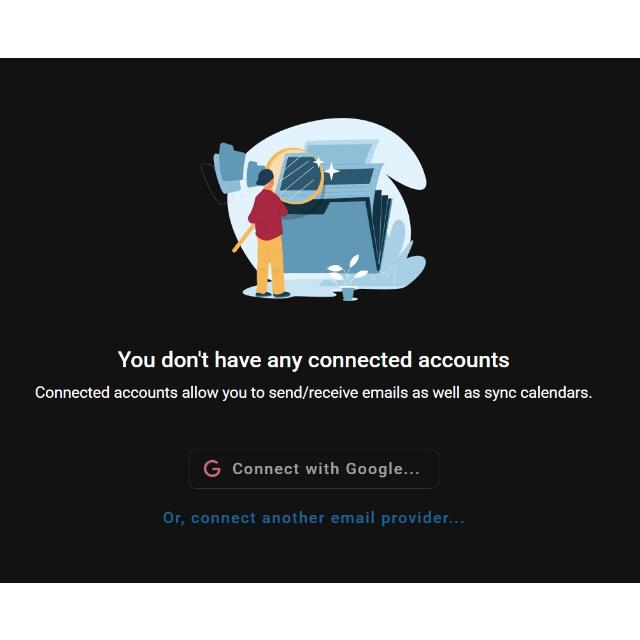 You don't have any connected accounts
Connected accounts allow you to send/receive emails as well as sync calendars.
Connect with Google...
Or, connect another email provider...